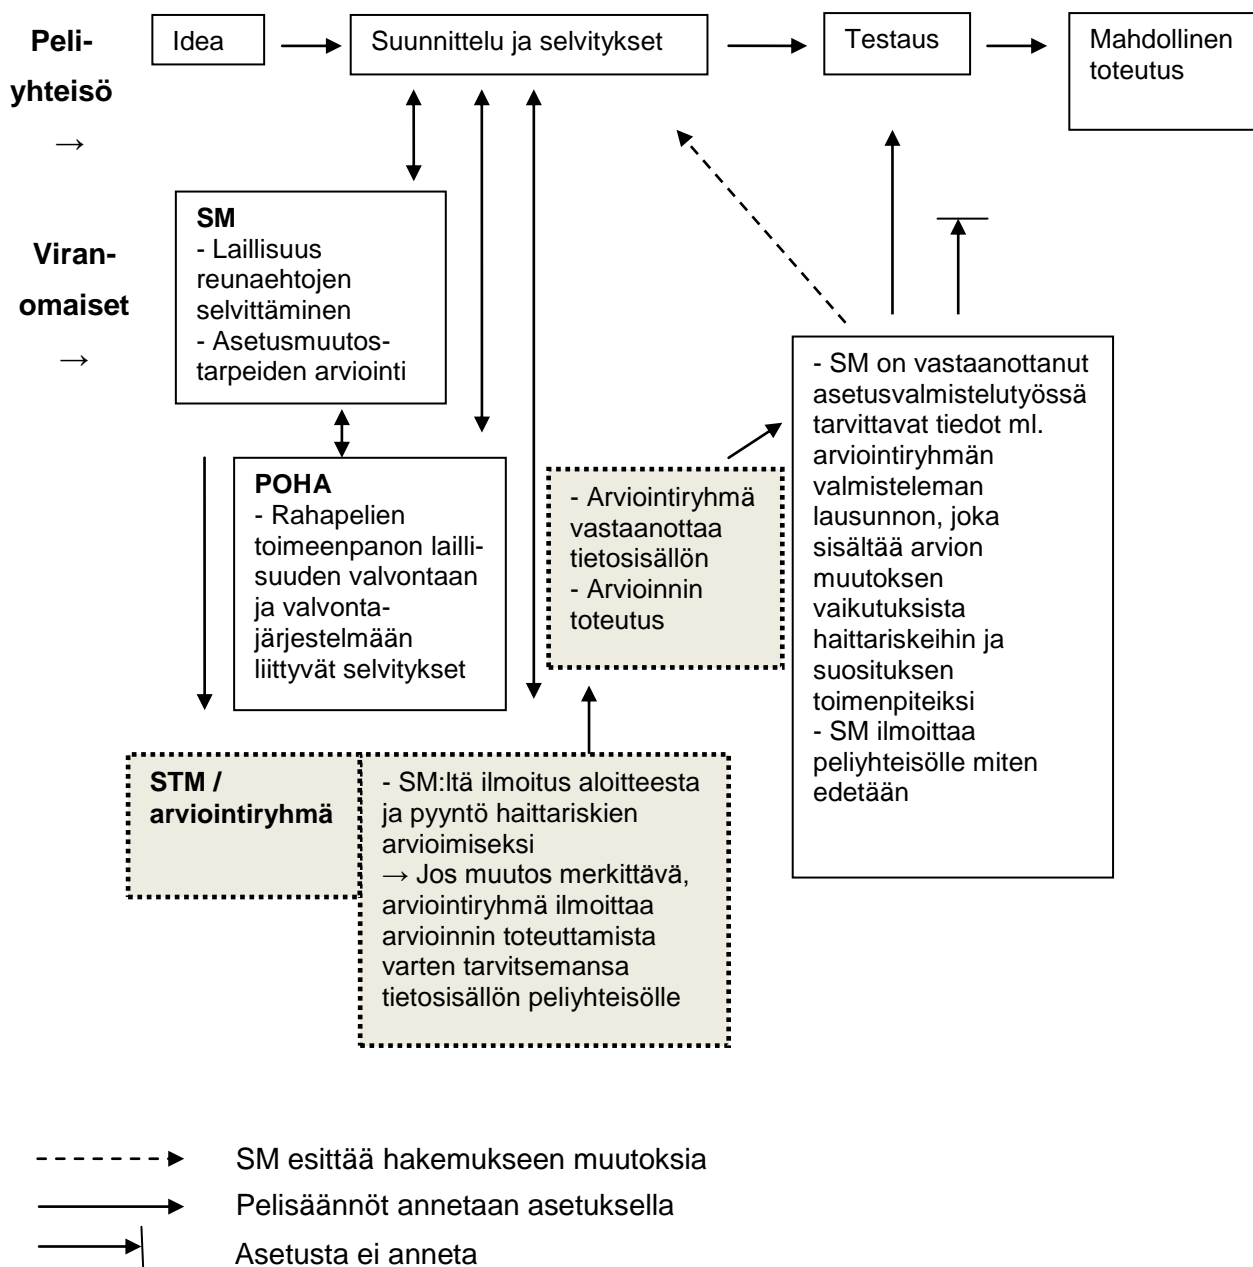 Peli-
yhteisö
→
Idea
Suunnittelu ja selvitykset
Testaus
Mahdollinen
toteutus
Viran-
omaiset
→
SM
- Laillisuus
reunaehtojen
selvittäminen
- Asetusmuutos-
tarpeiden arviointi
POHA
- Rahapelien
toimeenpanon lailli-
suuden valvontaan
ja valvonta-
järjestelmään
liittyvät selvitykset
- Arviointiryhmä
vastaanottaa
tietosisällön
- Arvioinnin
toteutus
- SM on vastaanottanut
asetusvalmistelutyössä
tarvittavat tiedot ml.
arviointiryhmän
valmisteleman
lausunnon, joka
sisältää arvion
muutoksen
vaikutuksista
haittariskeihin ja
suosituksen
toimenpiteiksi
- SM ilmoittaa
peliyhteisölle miten
edetään
STM /
arviointiryhmä
- SM:ltä ilmoitus aloitteesta
ja pyyntö haittariskien
arvioimiseksi
→ Jos muutos merkittävä,
arviointiryhmä ilmoittaa
arvioinnin toteuttamista
varten tarvitsemansa
tietosisällön peliyhteisölle
SM esittää hakemukseen muutoksia
Pelisäännöt annetaan asetuksella
Asetusta ei anneta